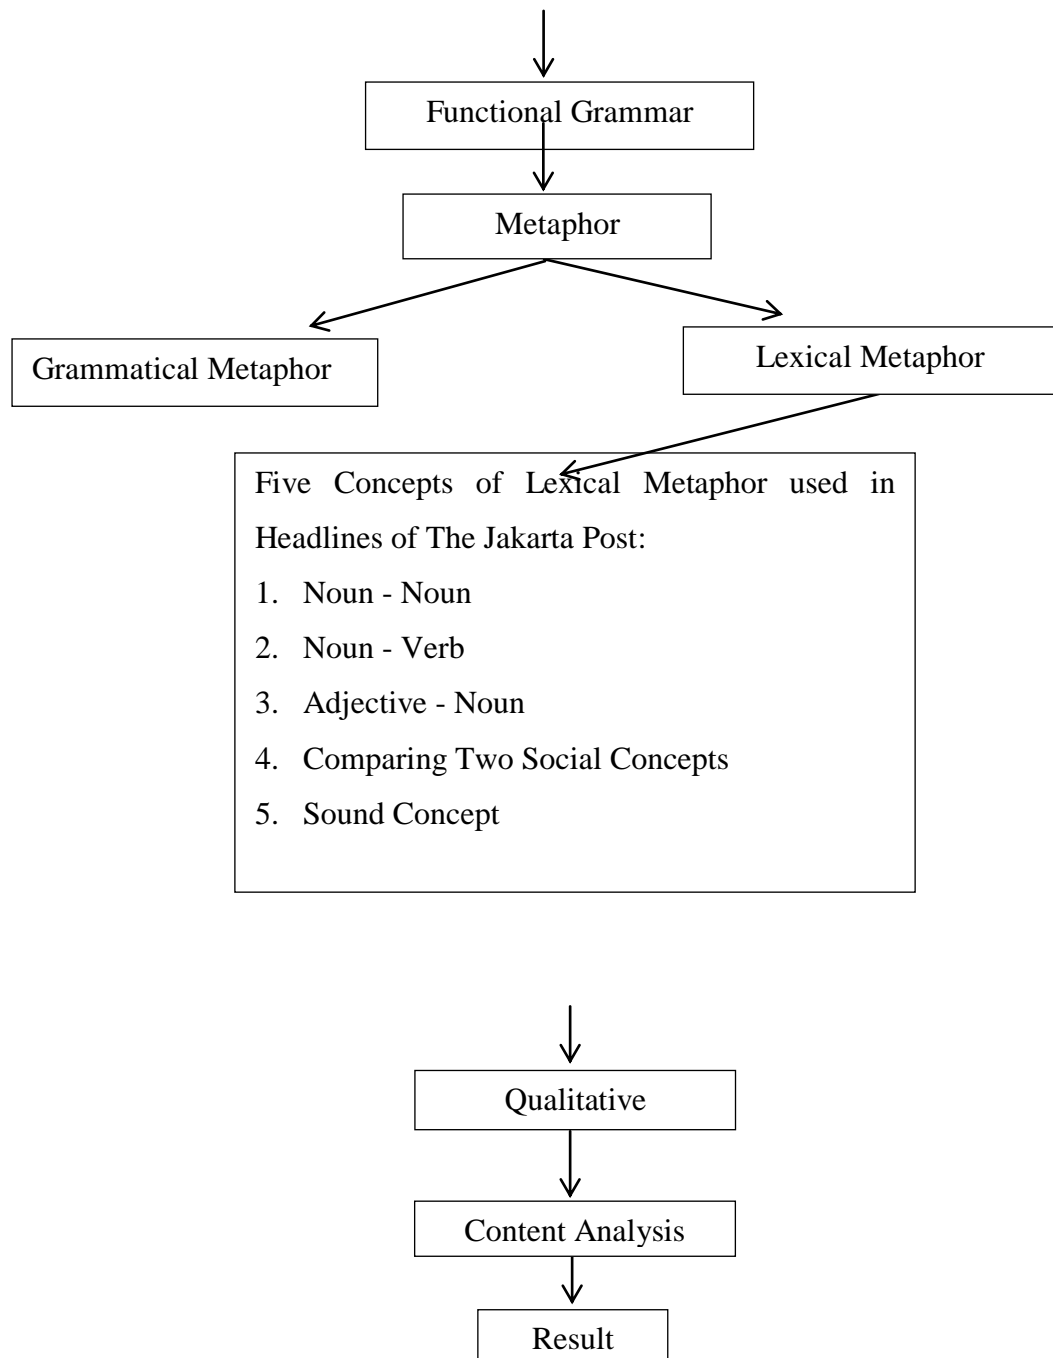 Functional Grammar
Metaphor
Grammatical Metaphor
Lexical Metaphor
Five Concepts of Lexical Metaphor used in
Headlines of The Jakarta Post:
1. Noun - Noun
2. Noun - Verb
3. Adjective - Noun
4. Comparing Two Social Concepts
5. Sound Concept
Qualitative
Content Analysis
Result